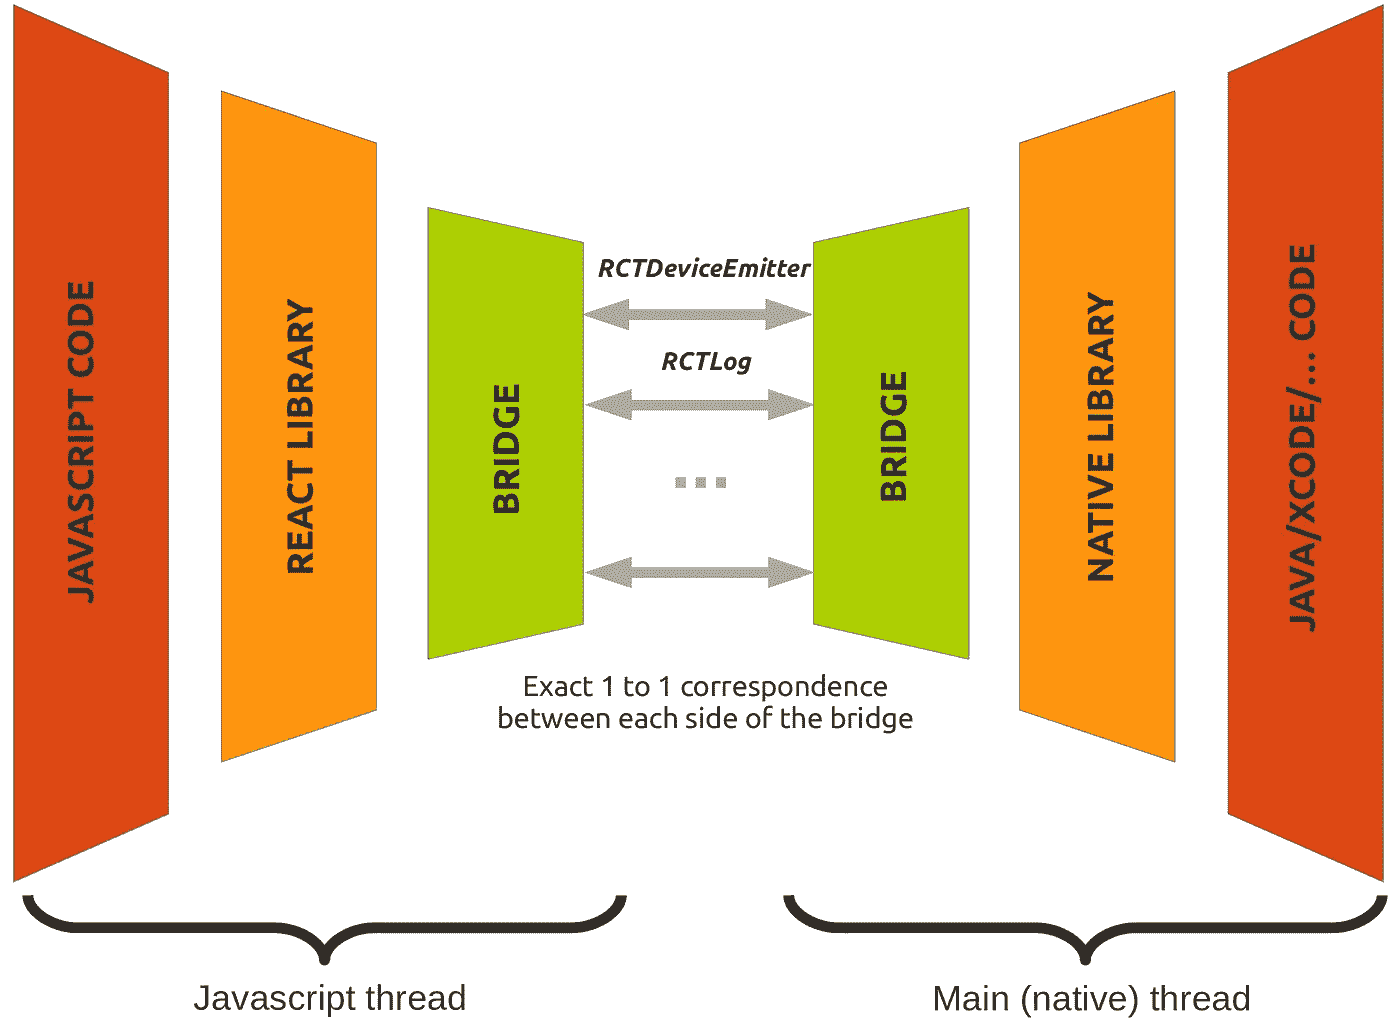 JAVASCRIPT CODE
REACT LIBRARY
BRIDGE
RCTDeviceEmitter
RCTLog
...
BRIDGE
NATIVE LIBRARY
JAVA/XCODE/... CODE
Exact 1 to 1 correspondence
between each side of the bridge
Javascript thread
Main (native) thread